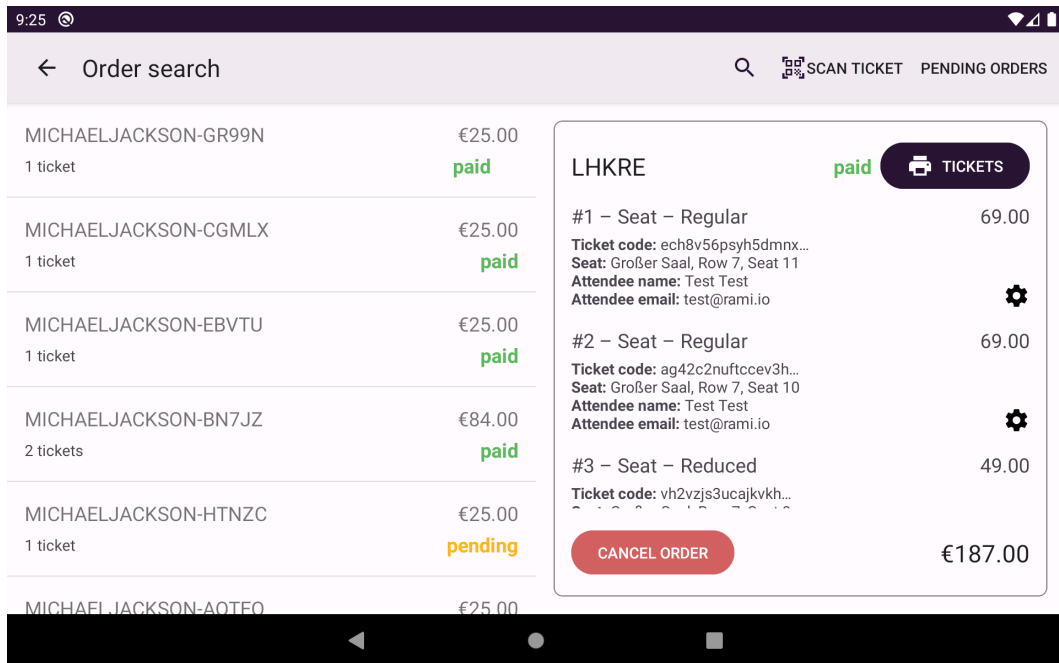 9:25
Order search
SCAN TICKET
PENDING ORDERS
MICHAELJACKSON-GR99N €25.00
1 ticket paid
MICHAELJACKSON-CGMLX €25.00
1 ticket paid
MICHAELJACKSON-EBVTU €25.00
1 ticket paid
MICHAELJACKSON-BN7JZ €84.00
2 tickets paid
MICHAELJACKSON-HTNZC €25.00
1 ticket pending
€25.00
LHKRE paid TICKETS
#1 – Seat – Regular 69.00
Ticket code: ech8v56psyh5dmnx…
Seat: Großer Saal, Row 7, Seat 11
Attendee name: Test Test
Attendee email: test@rami.io
#2 – Seat – Regular 69.00
Ticket code: ag42c2nuftccev3h…
Seat: Großer Saal, Row 7, Seat 10
Attendee name: Test Test
Attendee email: test@rami.io
#3 – Seat – Reduced 49.00
Ticket code: vh2vzjs3ucajkvkh…
CANCEL ORDER €187.00